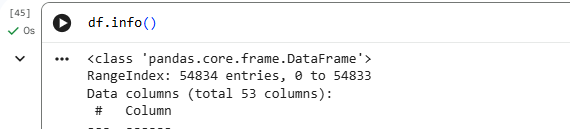 [45]
df.info()
0s
<class 'pandas.core.frame.DataFrame'>
RangeIndex: 54834 entries, 0 to 54833
Data columns (total 53 columns):
 #   Column
---  ------